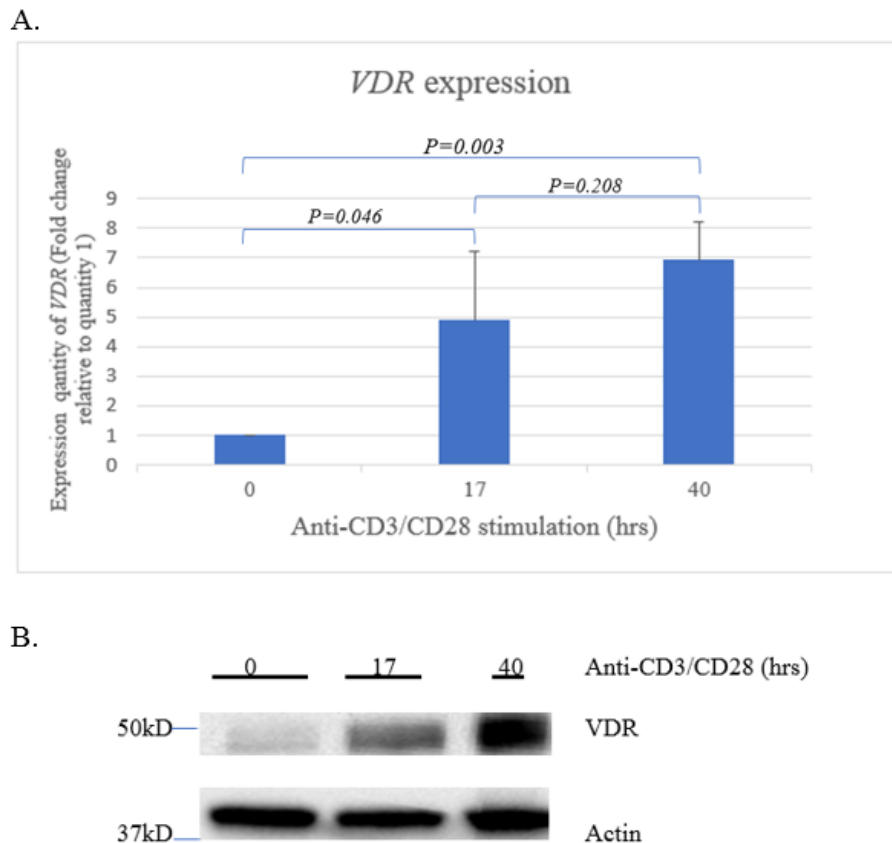 A.
VDR expression
P=0.003
P=0.208
P=0.046
Expression qantity of VDR (Fold change
relative to quantity 1)
9
8
7
6
5
4
3
2
1
0
0 17 40
Anti-CD3/CD28 stimulation (hrs)
B.
0 17 40 Anti-CD3/CD28 (hrs)
50kD VDR
37kD Actin